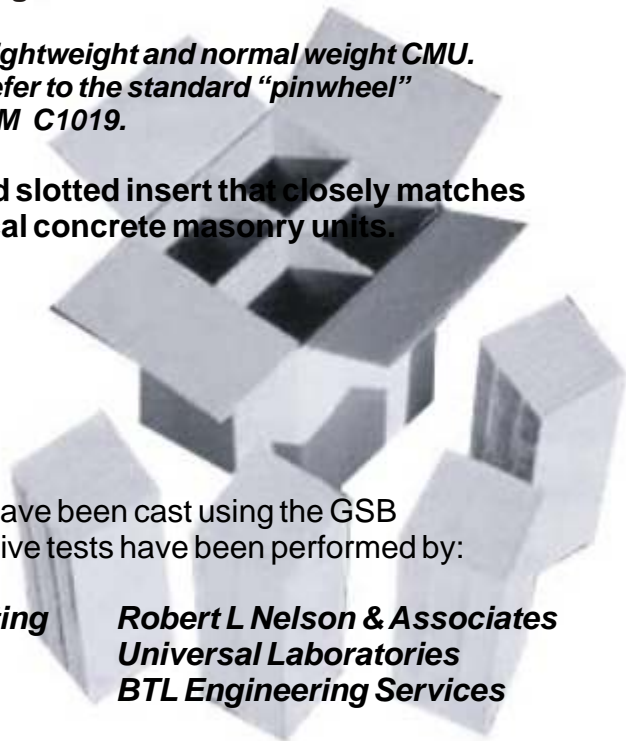 ightweight and normal weight CMU.
efer to the standard “pinwheel”
M C1019.
d slotted insert that closely matches
al concrete masonry units.
ave been cast using the GSB
ive tests have been performed by:
ring Robert L Nelson & Associates
Universal Laboratories
BTL Engineering Services